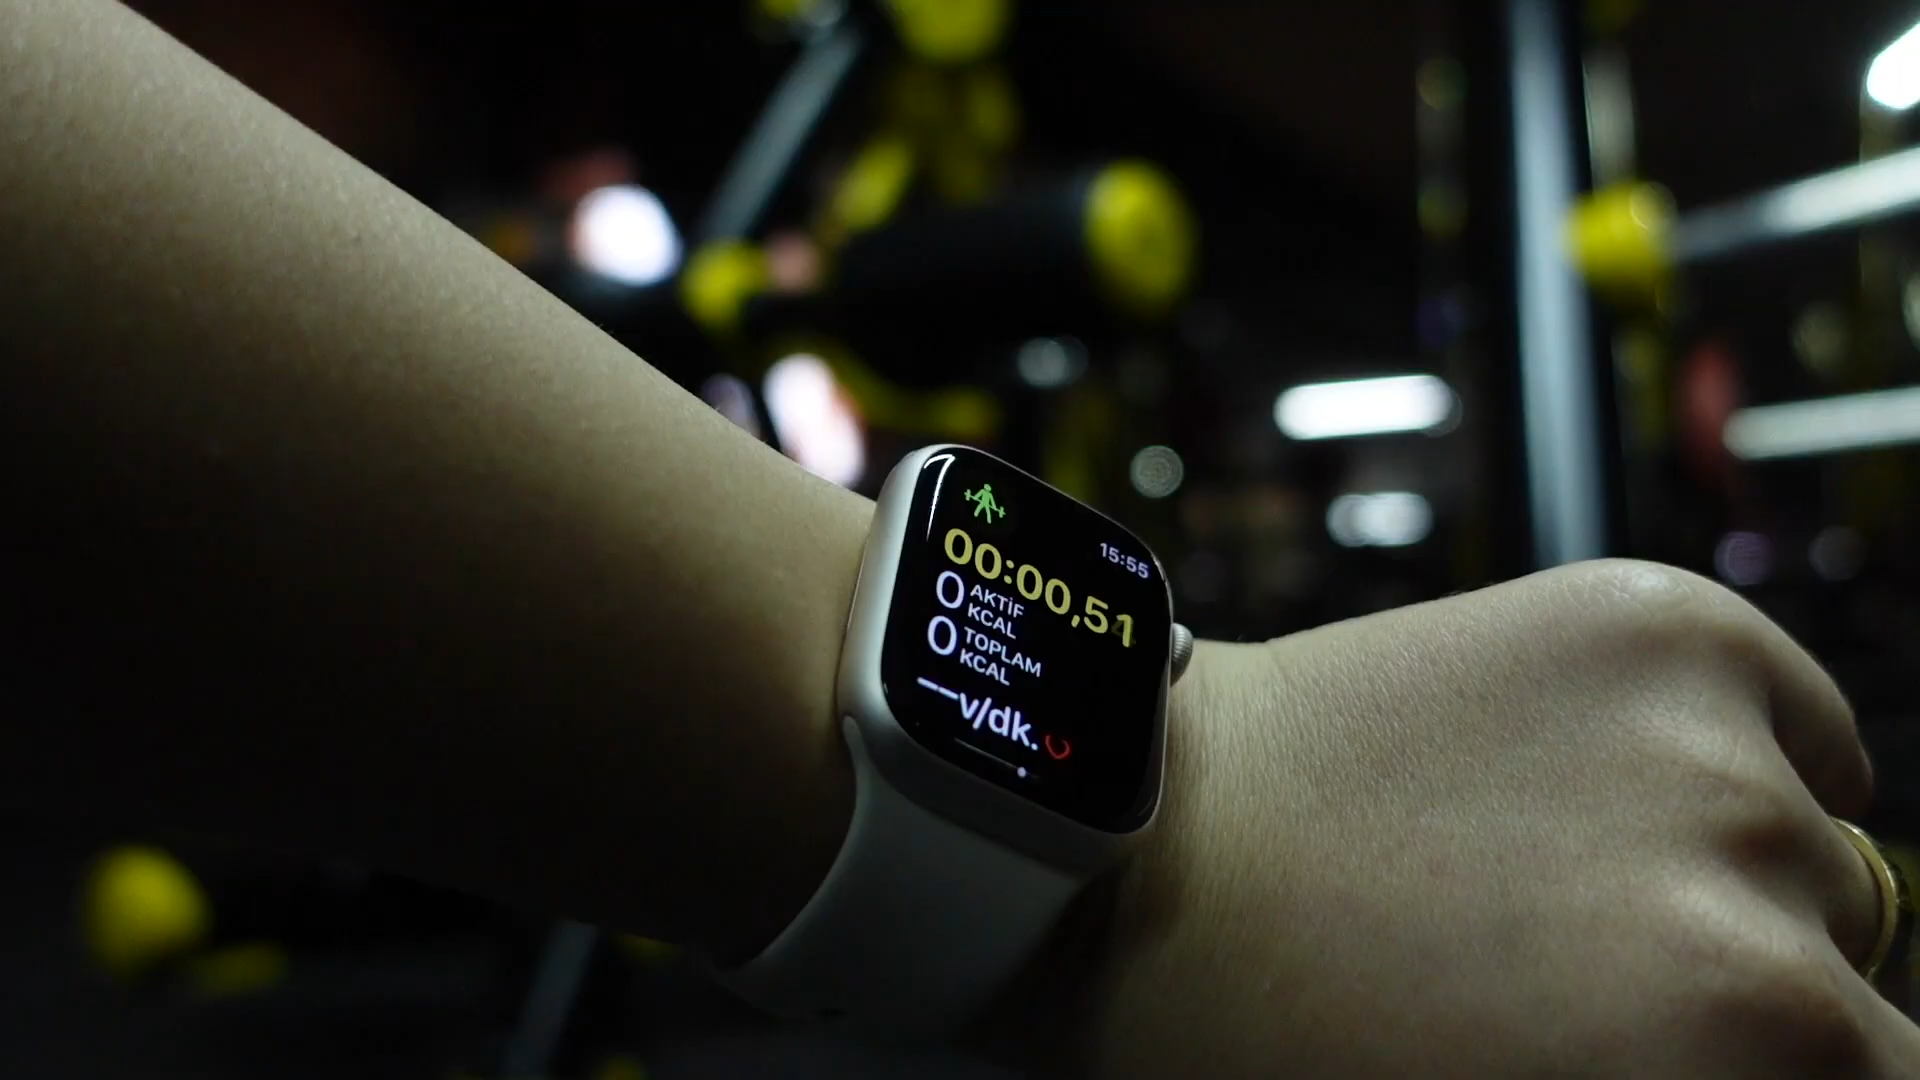 15:55
00:00,51
0 AKTİF
KCAL
0 TOPLAM
KCAL
--v/dk.